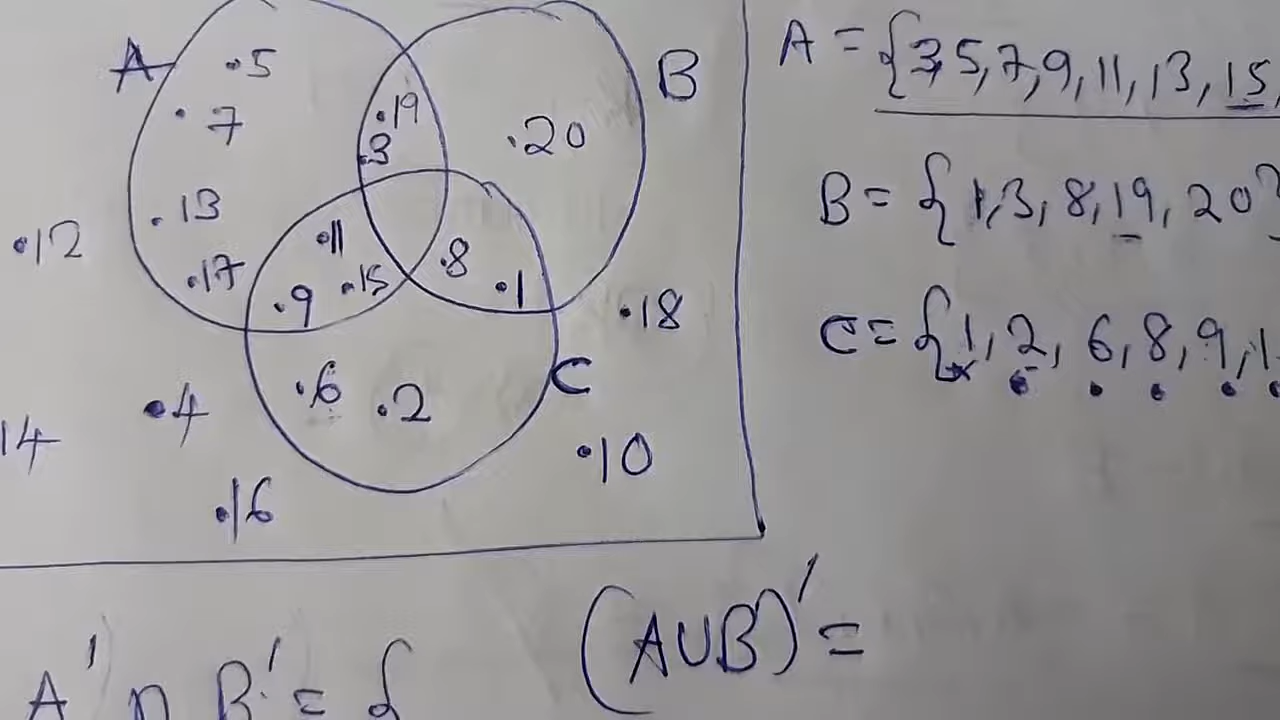 A
.5
B
.7
.19
.3
.20
.13
.12
.11
.8
.17
.9
.15
.1
.18
C
.6
.2
.4
14
.10
.16
A = {3,5,7,9,11,13,15,
B = {1,3,8,19,20}
C = {1,2,6,8,9,1
(A∪B)' =
A' ∩ B' = {